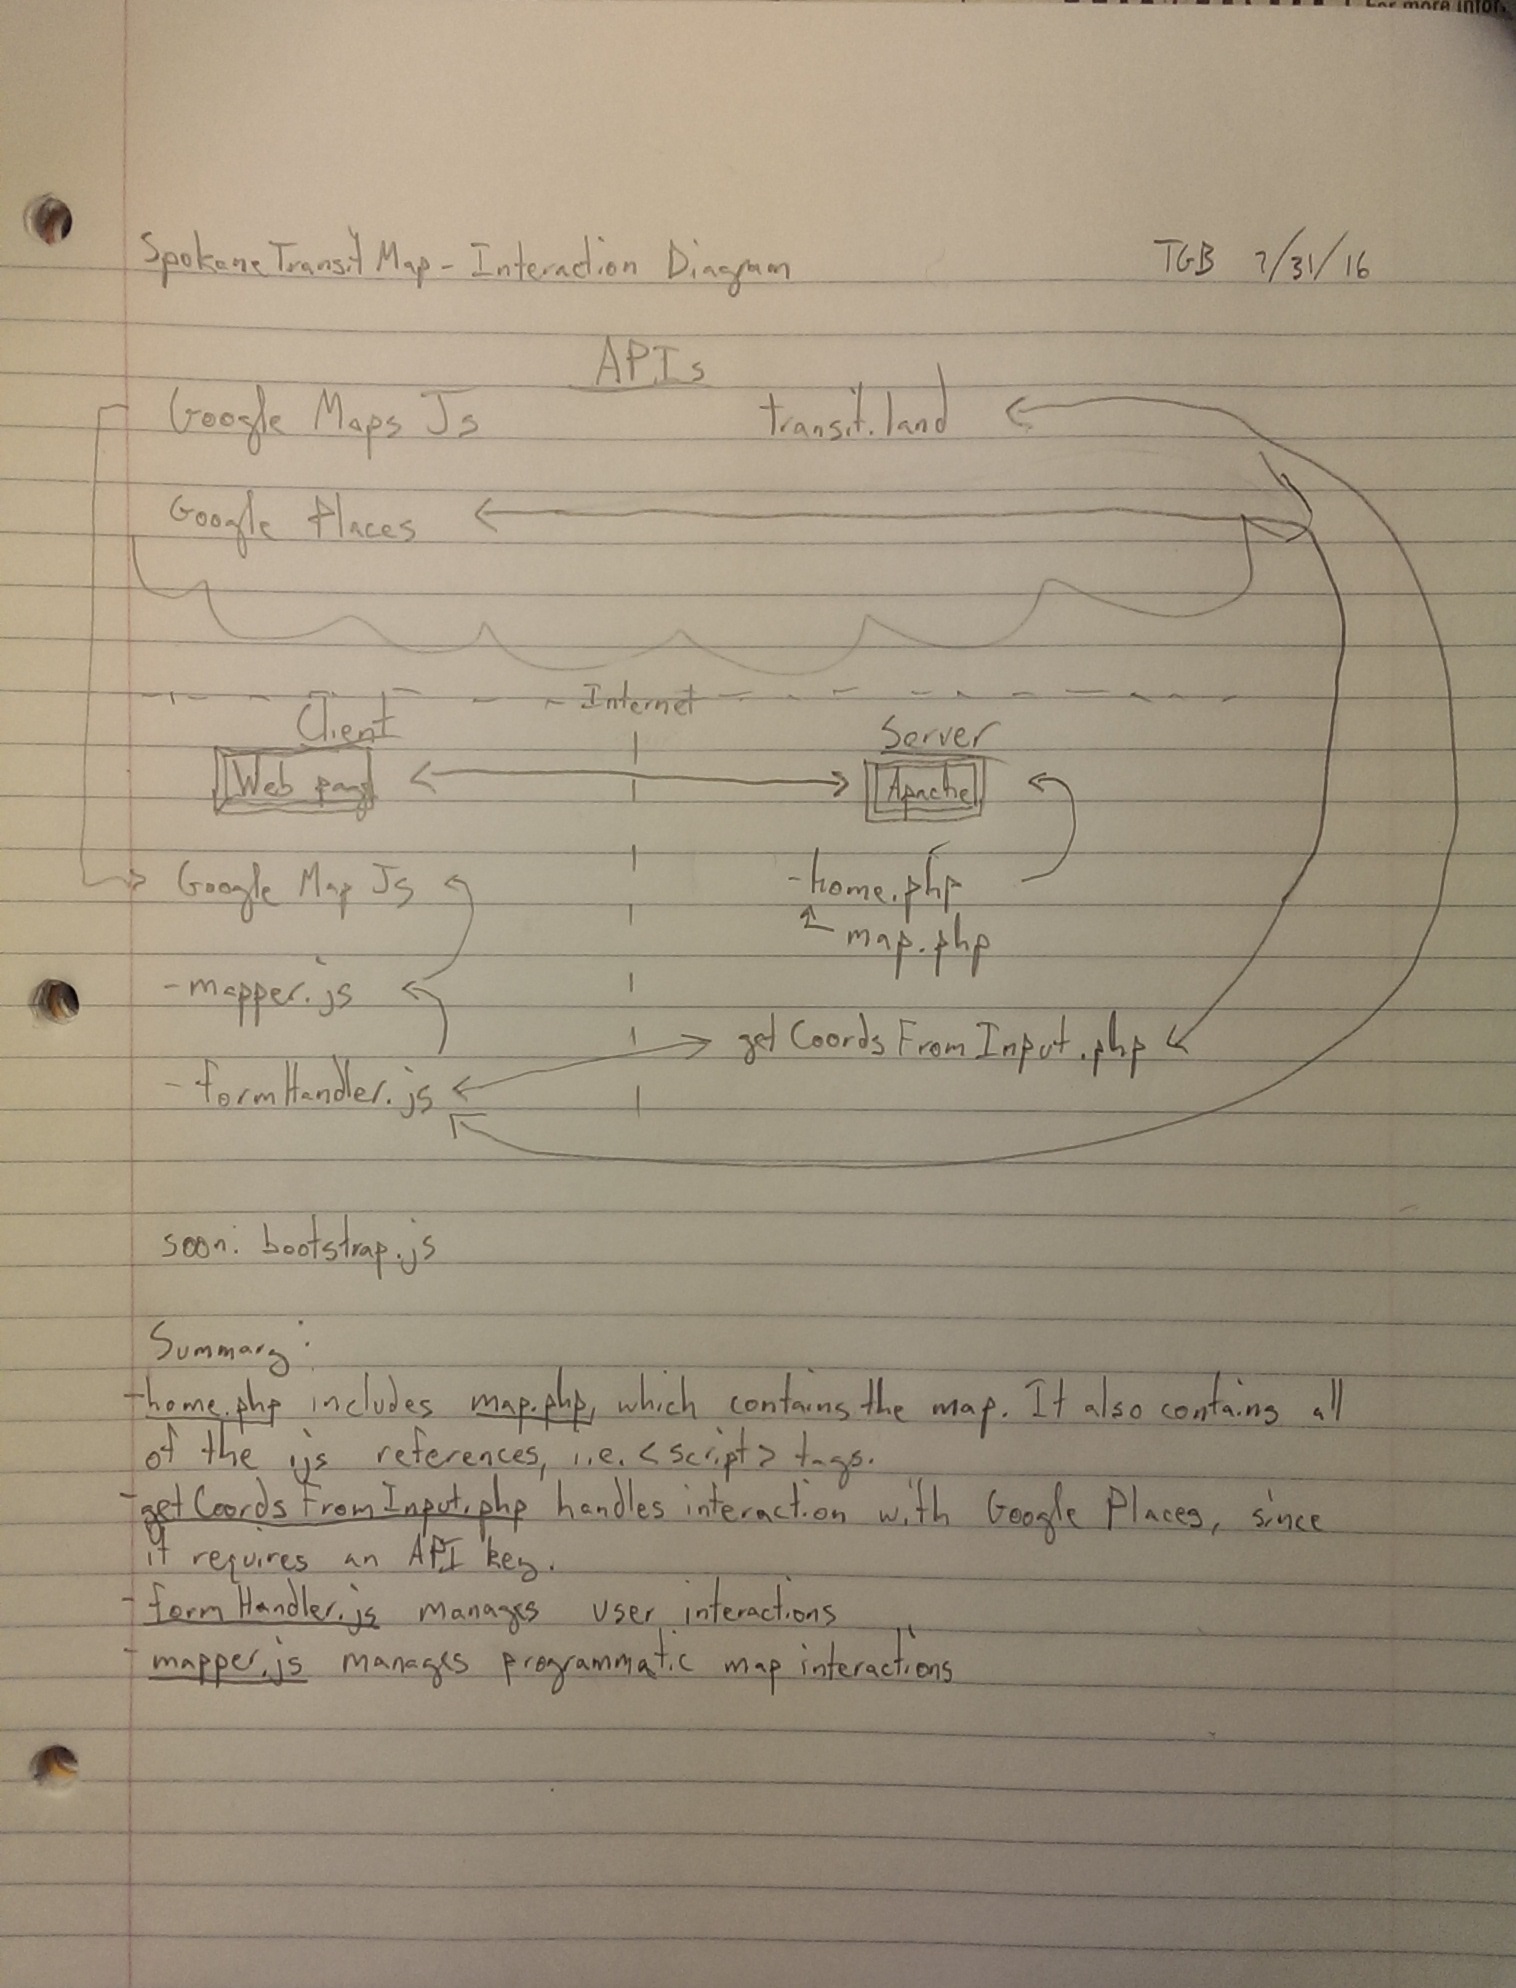 For more infor
SpokaneTransit Map - Interaction Diagram TGB 7/31/16
APIs
Google Maps Js transit.land
Google Places
Internet
Client Server
Web page Apache
Google Map Js -home.php
map.php
- mapper.js
getCoordsFromInput.php
- formHandler.js
soon: bootstrap.js
Summary:
-home.php includes map.php, which contains the map. It also contains all
of the js references, i.e. <script> tags.
-getCoordsFromInput.php handles interaction with Google Places, since
it requires an API key.
- formHandler.js manages user interactions
- mapper.js manages programmatic map interactions